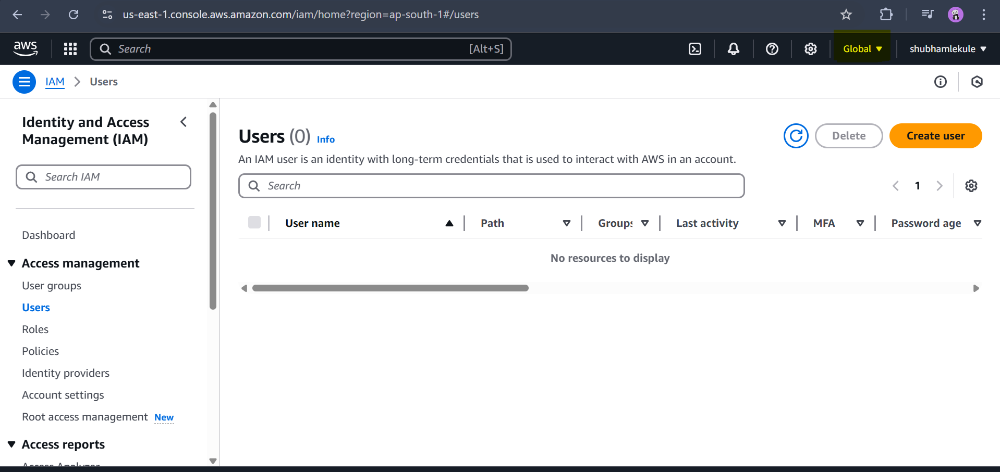 us-east-1.console.aws.amazon.com/iam/home?region=ap-south-1#/users
aws
Search
[Alt+S]
Global
shubhamlekule
IAM
Users
Identity and Access
Management (IAM)
Search IAM
Dashboard
Access management
User groups
Users
Roles
Policies
Identity providers
Account settings
Root access management New
Access reports
Access Analyzer
Users (0) Info
Delete
Create user
An IAM user is an identity with long-term credentials that is used to interact with AWS in an account.
Search
1
User name
Path
Groups
Last activity
MFA
Password age
No resources to display